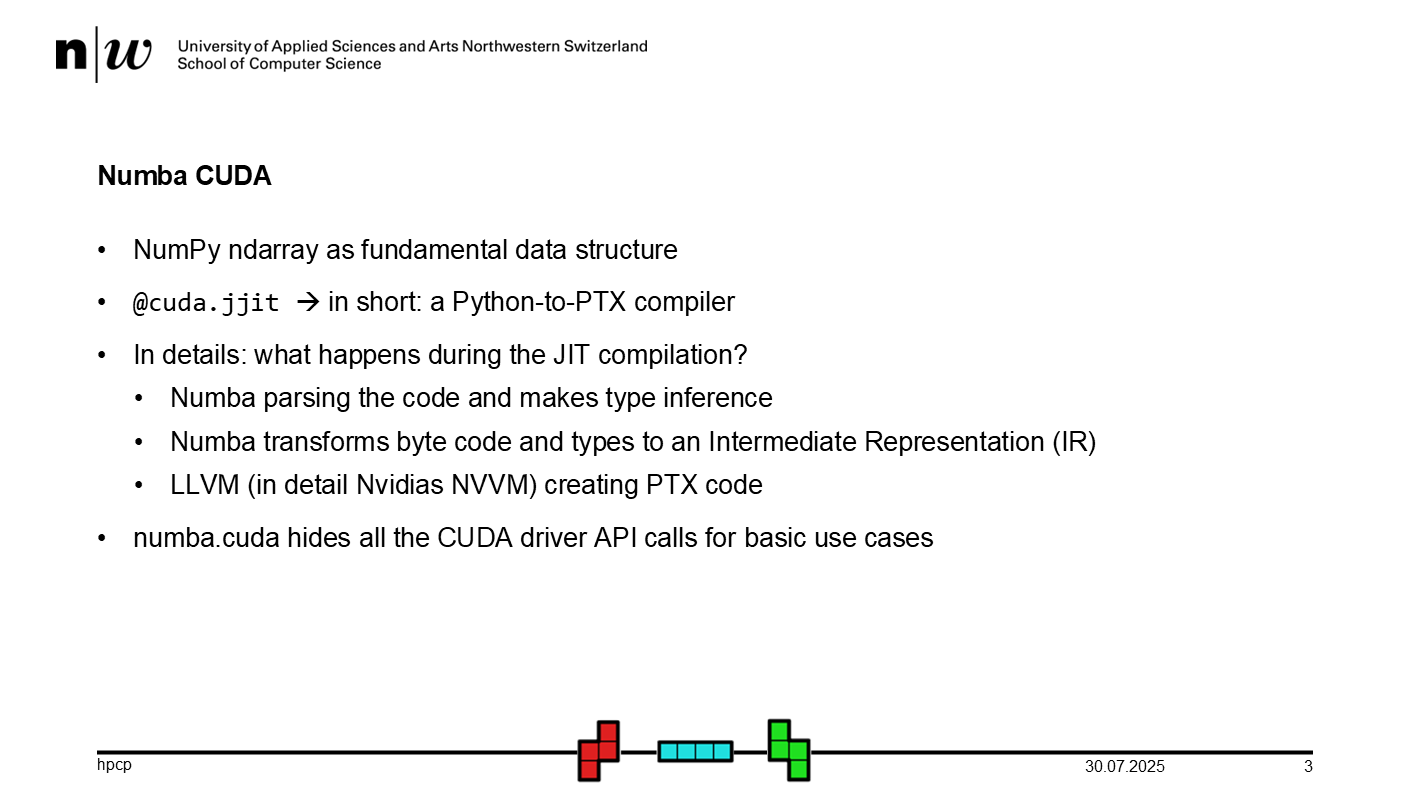 n|w University of Applied Sciences and Arts Northwestern Switzerland
School of Computer Science
Numba CUDA
• NumPy ndarray as fundamental data structure
• @cuda.jjit → in short: a Python-to-PTX compiler
• In details: what happens during the JIT compilation?
• Numba parsing the code and makes type inference
• Numba transforms byte code and types to an Intermediate Representation (IR)
• LLVM (in detail Nvidias NVVM) creating PTX code
• numba.cuda hides all the CUDA driver API calls for basic use cases
hpcp 30.07.2025 3